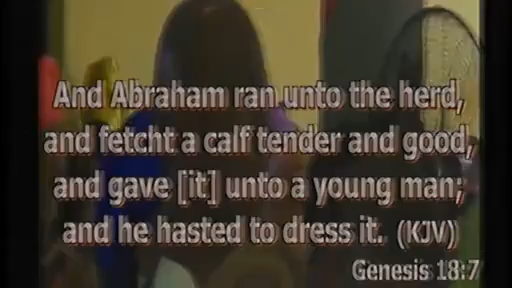 And Abraham ran unto the herd,
and fetcht a calf tender and good,
and gave [it] unto a young man;
and he hasted to dress it. (KJV)
Genesis 18:7